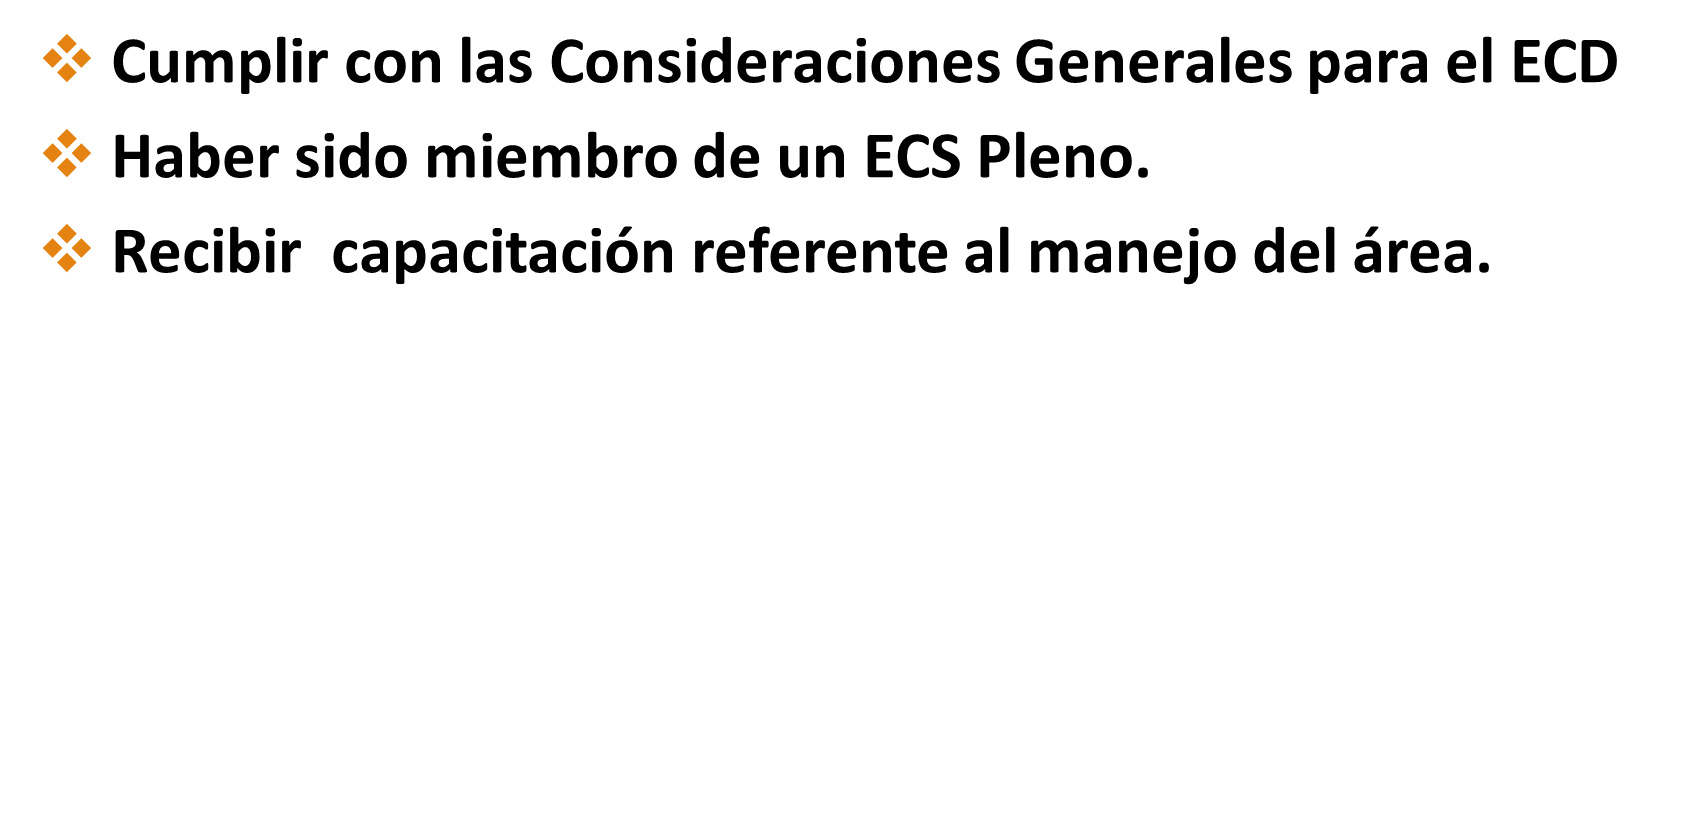 ❖ Cumplir con las Consideraciones Generales para el ECD
❖ Haber sido miembro de un ECS Pleno.
❖ Recibir  capacitación referente al manejo del área.